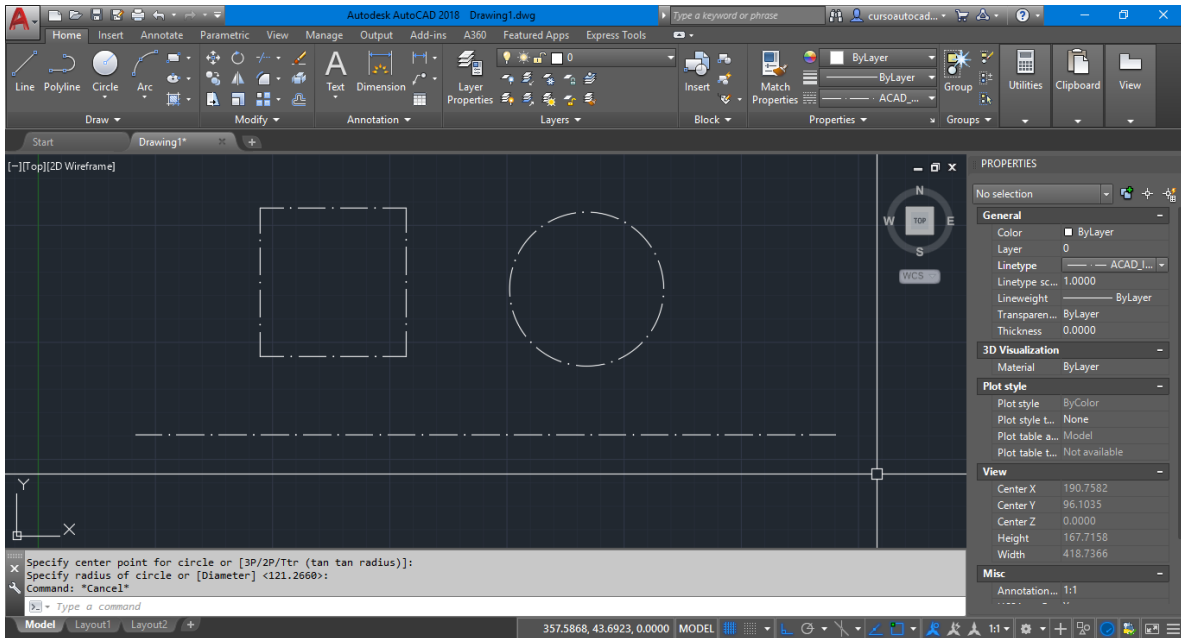 Autodesk AutoCAD 2018 Drawing1.dwg
Type a keyword or phrase
cursoautocad...
Home Insert Annotate Parametric View Manage Output Add-ins A360 Featured Apps Express Tools
Line Polyline Circle Arc
Draw
Modify
Text Dimension
Annotation
Layer Properties
0
Layers
Insert
Block
Match Properties
ByLayer
ByLayer
ACAD_...
Properties
Group
Groups
Utilities
Clipboard
View
Start Drawing1* +
[−][Top][2D Wireframe]
N
W TOP E
S
WCS
Y
X
PROPERTIES
No selection
General
Color ByLayer
Layer 0
Linetype ACAD_I...
Linetype sc... 1.0000
Lineweight ByLayer
Transparen... ByLayer
Thickness 0.0000
3D Visualization
Material ByLayer
Plot style
Plot style ByColor
Plot style t... None
Plot table a... Model
Plot table t... Not available
View
Center X 190.7582
Center Y 96.1035
Center Z 0.0000
Height 167.7158
Width 418.7366
Misc
Annotation... 1:1
Specify center point for circle or [3P/2P/Ttr (tan tan radius)]:
Specify radius of circle or [Diameter] <121.2660>:
Command: *Cancel*
Type a command
Model Layout1 Layout2 +
357.5868, 43.6923, 0.0000 MODEL 1:1